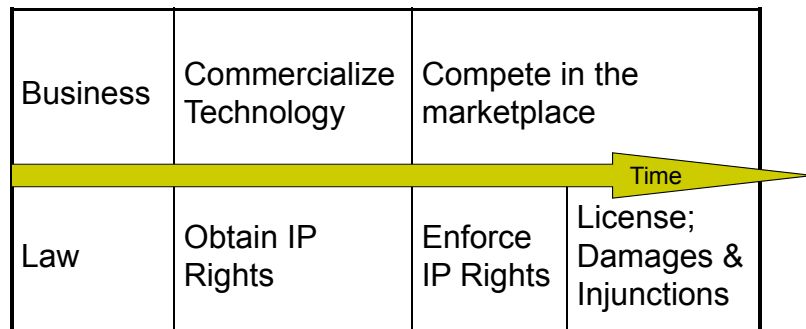 Business
Commercialize
Technology
Compete in the
marketplace
Time
Law
Obtain IP
Rights
Enforce
IP Rights
License;
Damages &
Injunctions